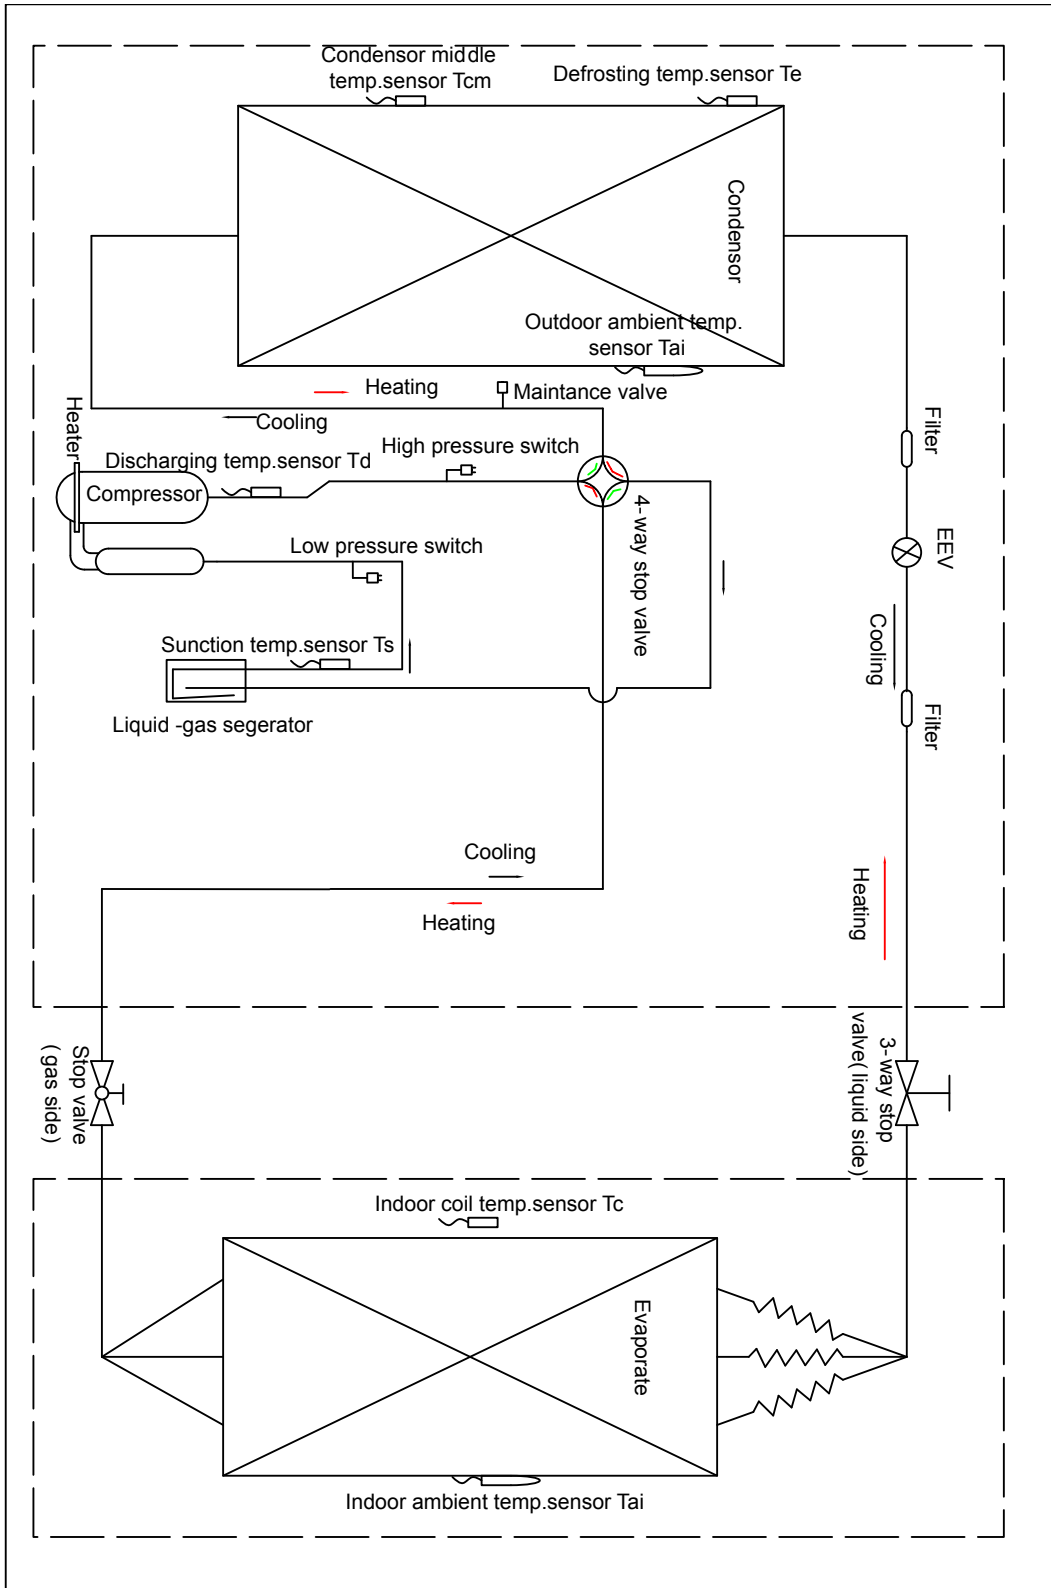 Condensor middle
temp.sensor Tcm
Defrosting temp.sensor Te
Condensor
Outdoor ambient temp.
sensor Tai
Heating
Maintance valve
Cooling
Heater
High pressure switch
Discharging temp.sensor Td
Compressor
4-way stop valve
Low pressure switch
Sunction temp.sensor Ts
Liquid -gas segerator
Filter
EEV
Cooling
Filter
Cooling
Heating
Heating
Stop valve
(gas side)
3-way stop
valve(liquid side)
Indoor coil temp.sensor Tc
Evaporate
Indoor ambient temp.sensor Tai